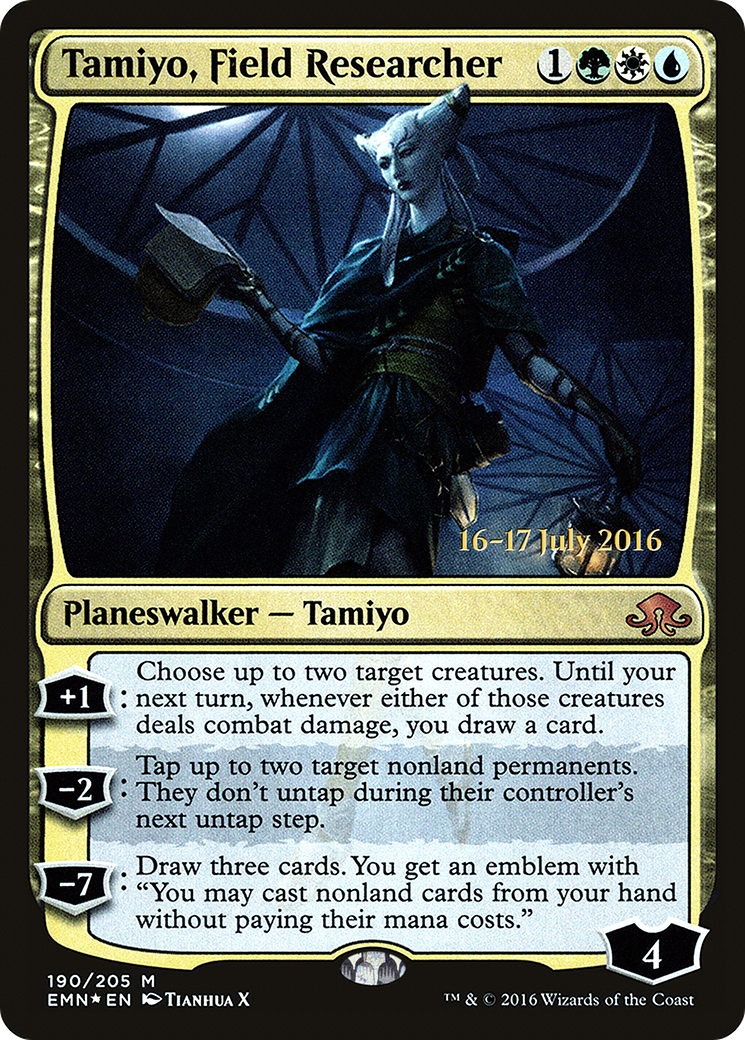 Tamiyo, Field Researcher 1
16-17 July 2016
Planeswalker — Tamiyo
+1: Choose up to two target creatures. Until your
next turn, whenever either of those creatures
deals combat damage, you draw a card.
-2: Tap up to two target nonland permanents.
They don't untap during their controller's
next untap step.
-7: Draw three cards. You get an emblem with
"You may cast nonland cards from your hand
without paying their mana costs."
4
190/205 M
EMN★EN Tianhua X
™ & © 2016 Wizards of the Coast